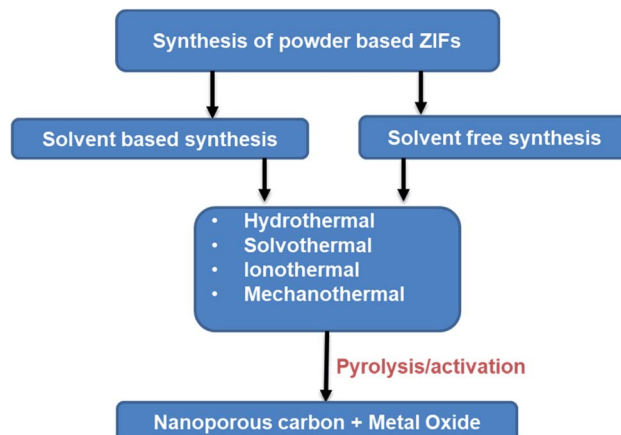 Synthesis of powder based ZIFs
Solvent based synthesis
Solvent free synthesis
• Hydrothermal
• Solvothermal
• Ionothermal
• Mechanothermal
Pyrolysis/activation
Nanoporous carbon + Metal Oxide